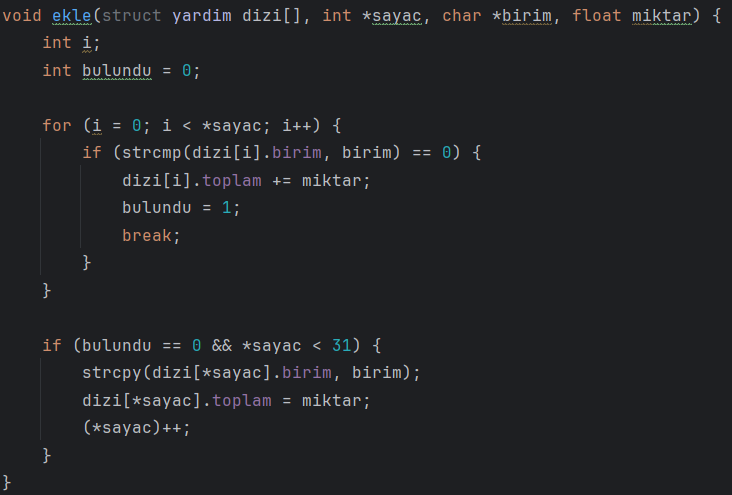 void ekle(struct yardim dizi[], int *sayac, char *birim, float miktar) {
    int i;
    int bulundu = 0;

    for (i = 0; i < *sayac; i++) {
        if (strcmp(dizi[i].birim, birim) == 0) {
            dizi[i].toplam += miktar;
            bulundu = 1;
            break;
        }
    }

    if (bulundu == 0 && *sayac < 31) {
        strcpy(dizi[*sayac].birim, birim);
        dizi[*sayac].toplam = miktar;
        (*sayac)++;
    }
}